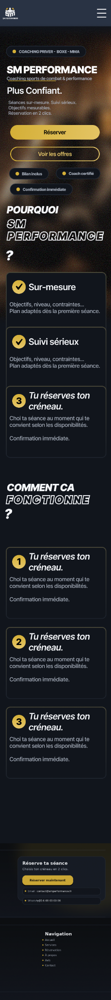 SM PERFORMANCE
COACHING PRIVER - BOXE - MMA
SM PERFORMANCE
Coaching sports de combat & performance
Plus Confiant.
Séances sur-mesure. Suivi sérieux.
Objectifs mesurables.
Réservation en 2 clics.
Réserver
Voir les offres
Bilan inclus
Coach certifié
Confirmation immédiate
POURQUOI
SM
PERFORMANCE
?
Sur-mesure
Objectifs, niveau, contraintes...
Plan adaptés dès la première séance.
Suivi sérieux
Objectifs, niveau, contraintes...
Plan adaptés dès la première séance.
3 Tu réserves ton
créneau.
Choi ta séance au moment qui te
convient selon les disponibilités.
Confirmation immédiate.
COMMENT CA
FONCTIONNE
?
1 Tu réserves ton
créneau.
Choi ta séance au moment qui te
convient selon les disponibilités.
Confirmation immédiate.
2 Tu réserves ton
créneau.
Choi ta séance au moment qui te
convient selon les disponibilités.
Confirmation immédiate.
3 Tu réserves ton
créneau.
Choi ta séance au moment qui te
convient selon les disponibilités.
Confirmation immédiate.
Réserve ta séance
Choisis ton créneau en 2 clics.
Réserver maintenant
Email : contact@smperformance.fr
6 00 00 00 00
Navigation
Accueil
Services
Réservation
À propos
Avis
Contact